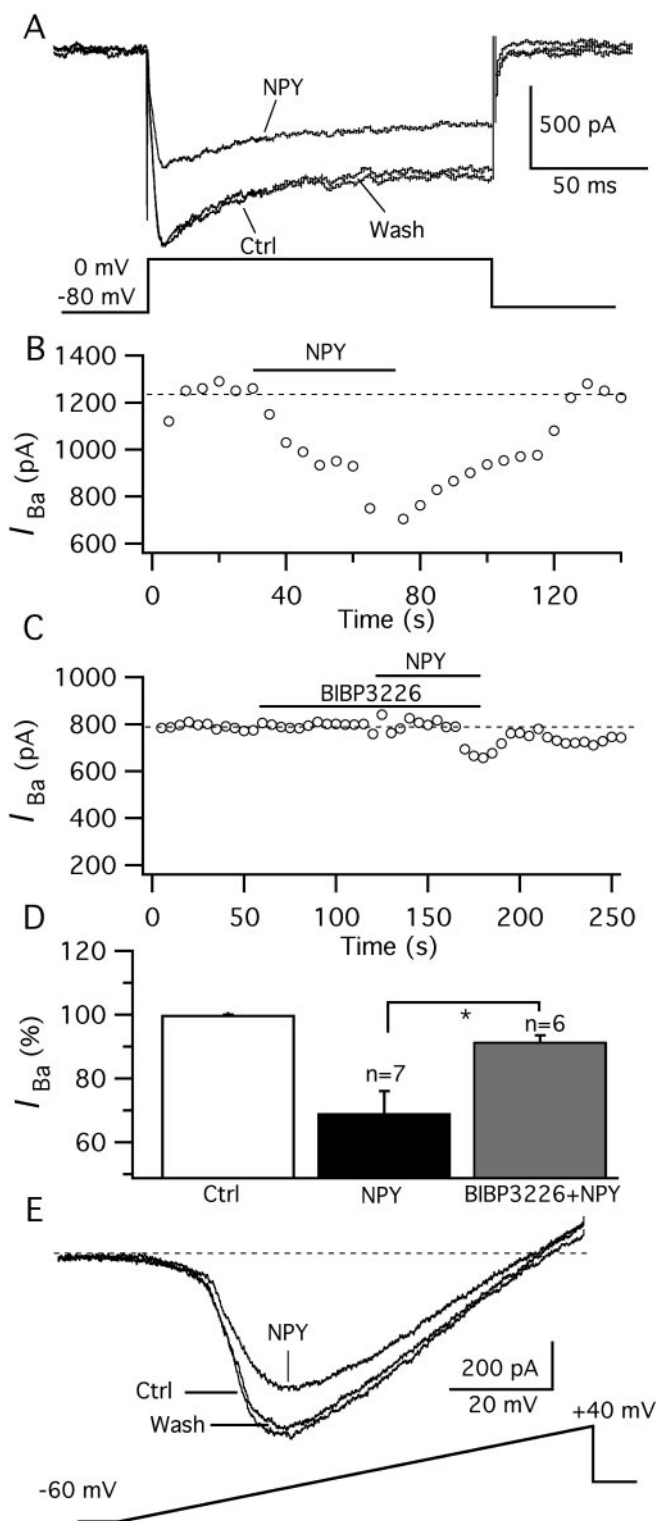 A
NPY
500 pA
50 ms
Wash
Ctrl
0 mV
-80 mV
B
NPY
1400
1200
1000
800
600
I Ba (pA)
0 40 80 120
Time (s)
C
NPY
BIBP3226
1000
800
600
400
200
I Ba (pA)
0 50 100 150 200 250
Time (s)
D
120
100
80
60
I Ba (%)
*
n=6
n=7
Ctrl NPY BIBP3226+NPY
E
NPY
Ctrl
Wash
200 pA
20 mV
+40 mV
-60 mV